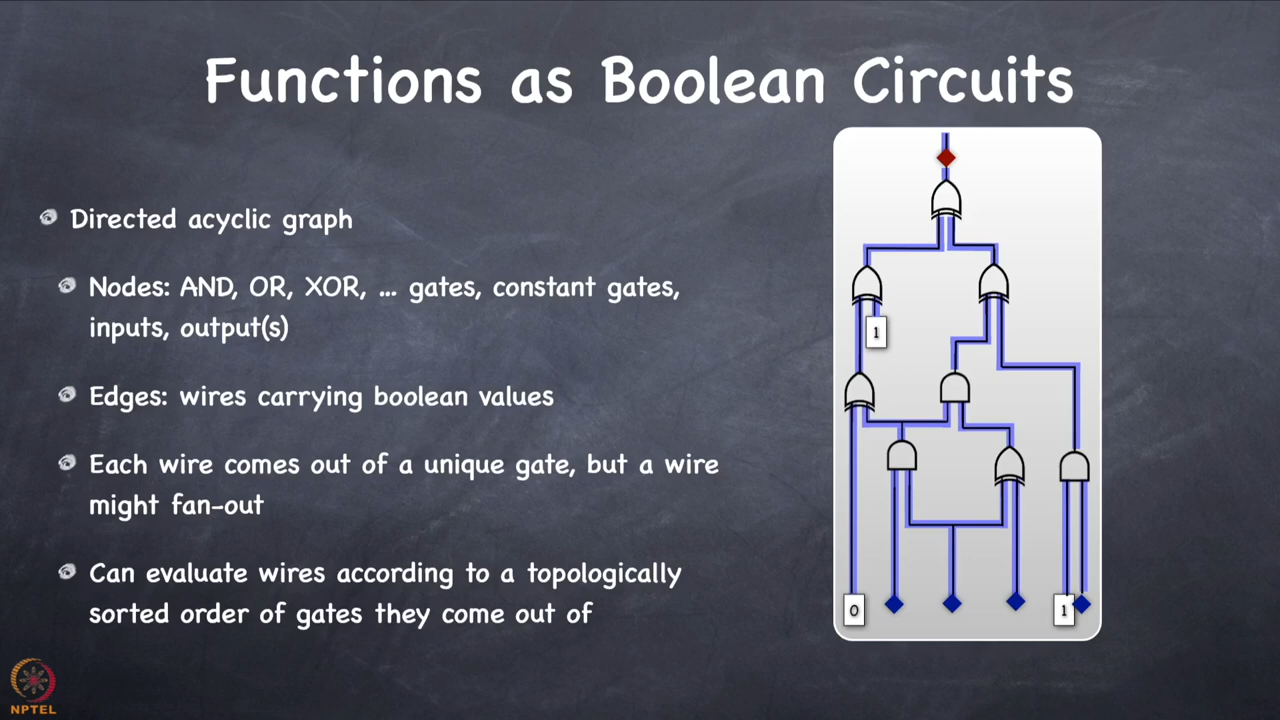 Functions as Boolean Circuits
Directed acyclic graph
Nodes: AND, OR, XOR, ... gates, constant gates,
inputs, output(s)
Edges: wires carrying boolean values
Each wire comes out of a unique gate, but a wire
might fan-out
Can evaluate wires according to a topologically
sorted order of gates they come out of
1
0
1
NPTEL